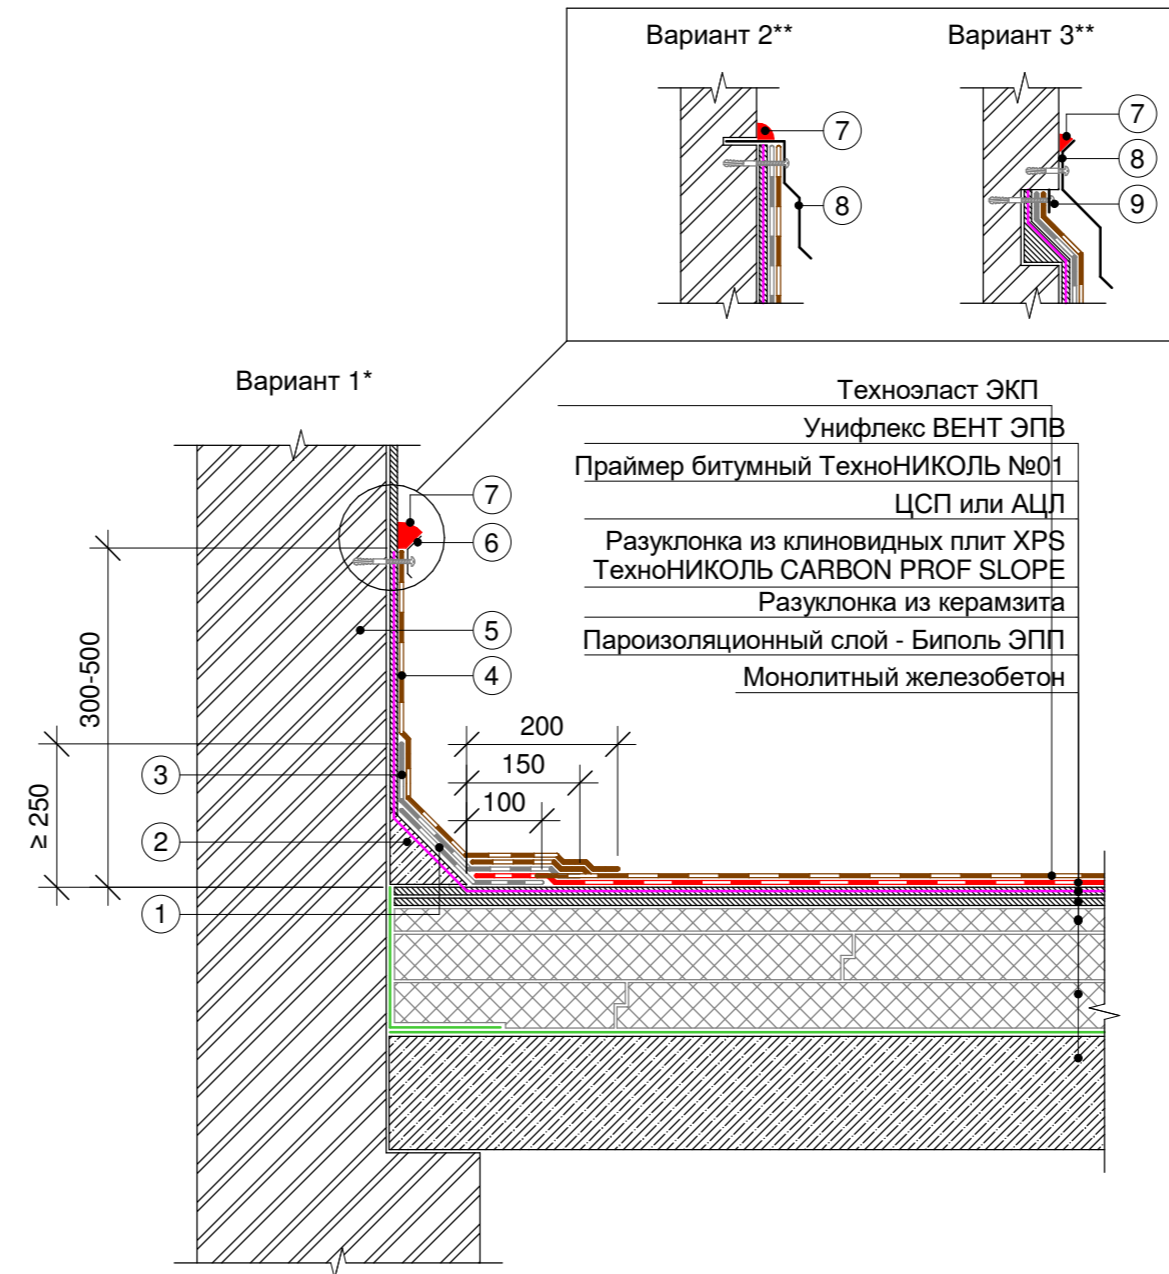 Вариант 2**
Вариант 3**
7
8
7
8
9
Вариант 1*
Техноэласт ЭКП
Унифлекс ВЕНТ ЭПВ
Праймер битумный ТехноНИКОЛЬ №01
ЦСП или АЦЛ
Разуклонка из клиновидных плит XPS
ТехноНИКОЛЬ CARBON PROF SLOPE
Разуклонка из керамзита
Пароизоляционный слой - Биполь ЭПП
Монолитный железобетон
7
6
5
4
300-500
≥ 250
3
2
1
200
150
100